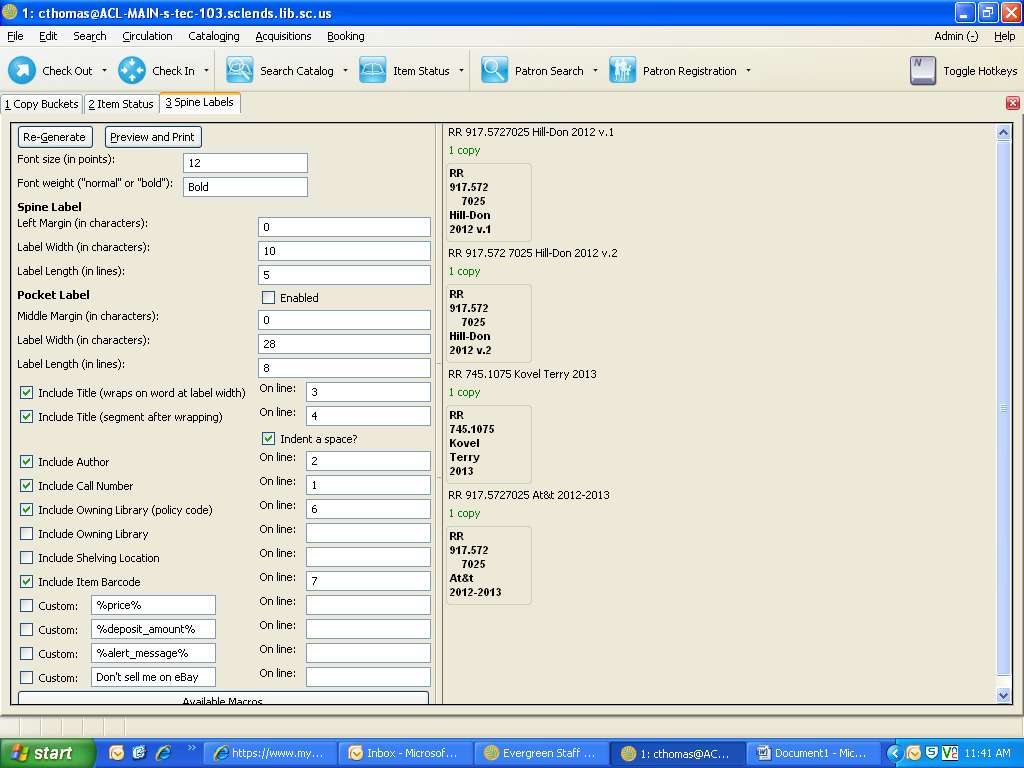 1: cthomas@ACL-MAIN-s-tec-103.sclends.lib.sc.us
File Edit Search Circulation Cataloging Acquisitions Booking Admin (-) Help
Check Out Check In Search Catalog Item Status Patron Search Patron Registration N Toggle Hotkeys
1 Copy Buckets 2 Item Status 3 Spine Labels
Re-Generate Preview and Print
Font size (in points): 12
Font weight ("normal" or "bold"): Bold
Spine Label
Left Margin (in characters): 0
Label Width (in characters): 10
Label Length (in lines): 5
Pocket Label Enabled
Middle Margin (in characters): 0
Label Width (in characters): 28
Label Length (in lines): 8
Include Title (wraps on word at label width) On line: 3
Include Title (segment after wrapping) On line: 4
Indent a space?
Include Author On line: 2
Include Call Number On line: 1
Include Owning Library (policy code) On line: 6
Include Owning Library On line:
Include Shelving Location On line:
Include Item Barcode On line: 7
Custom: %price% On line:
Custom: %deposit_amount% On line:
Custom: %alert_message% On line:
Custom: Don't sell me on eBay On line:
Available Macros
RR 917.5727025 Hill-Don 2012 v.1
1 copy
RR
917.572
7025
Hill-Don
2012 v.1
RR 917.572 7025 Hill-Don 2012 v.2
1 copy
RR
917.572
7025
Hill-Don
2012 v.2
RR 745.1075 Kovel Terry 2013
1 copy
RR
745.1075
Kovel
Terry
2013
RR 917.5727025 At&t 2012-2013
1 copy
RR
917.572
7025
At&t
2012-2013
start https://www.my... Inbox - Microsof... Evergreen Staff ... 1: cthomas@AC... Document1 - Mic... 11:41 AM